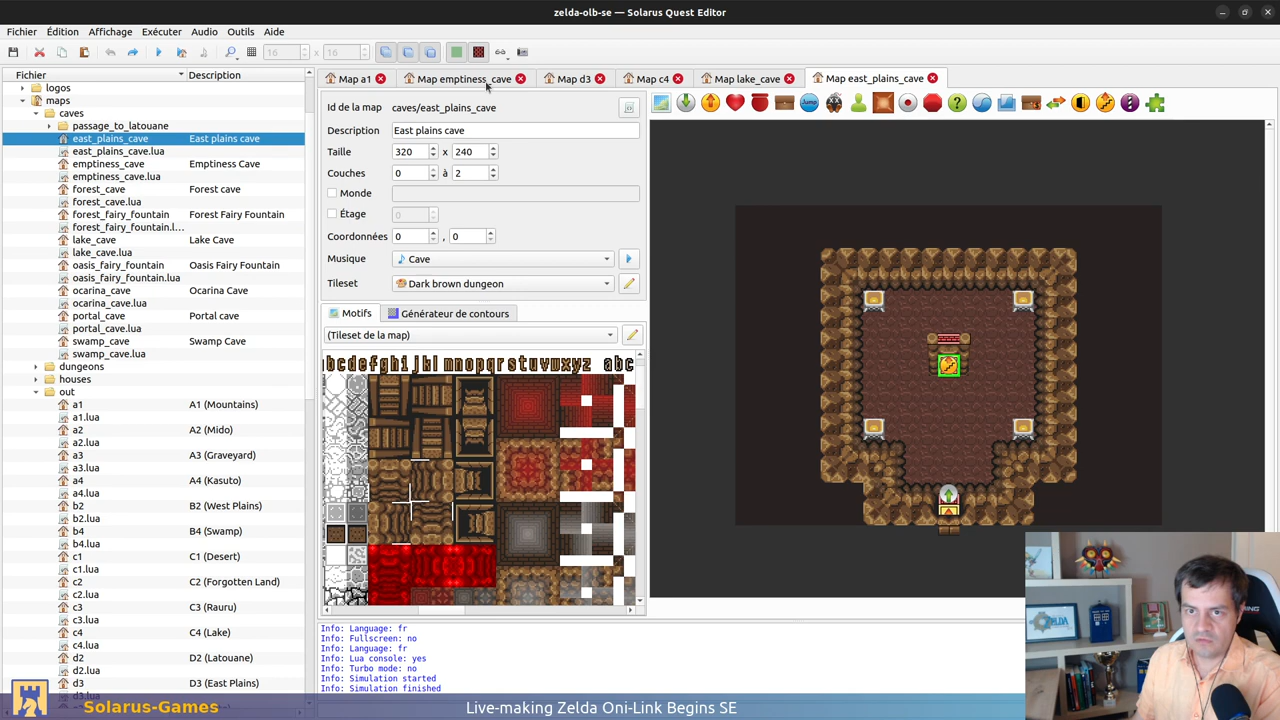 zelda-olb-se — Solarus Quest Editor
Fichier Édition Affichage Exécuter Audio Outils Aide
16 x 16
Fichier Description
logos
maps
caves
passage_to_latouane
east_plains_cave East plains cave
east_plains_cave.lua
emptiness_cave Emptiness Cave
emptiness_cave.lua
forest_cave Forest cave
forest_cave.lua
forest_fairy_fountain Forest Fairy Fountain
forest_fairy_fountain.l...
lake_cave Lake Cave
lake_cave.lua
oasis_fairy_fountain Oasis Fairy Fountain
oasis_fairy_fountain.lua
ocarina_cave Ocarina Cave
ocarina_cave.lua
portal_cave Portal cave
portal_cave.lua
swamp_cave Swamp Cave
swamp_cave.lua
dungeons
houses
out
a1 A1 (Mountains)
a1.lua
a2 A2 (Mido)
a2.lua
a3 A3 (Graveyard)
a3.lua
a4 A4 (Kasuto)
a4.lua
b2 B2 (West Plains)
b2.lua
b4 B4 (Swamp)
b4.lua
c1 C1 (Desert)
c1.lua
c2 C2 (Forgotten Land)
c2.lua
c3 C3 (Rauru)
c3.lua
c4 C4 (Lake)
c4.lua
d2 D2 (Latouane)
d2.lua
d3 D3 (East Plains)
d3.lua
Map a1 Map emptiness_cave Map d3 Map c4 Map lake_cave Map east_plains_cave
Id de la map caves/east_plains_cave
Description East plains cave
Taille 320 x 240
Couches 0 à 2
Monde
Étage 0
Coordonnées 0 , 0
Musique Cave
Tileset Dark brown dungeon
Motifs Générateur de contours
(Tileset de la map)
bcdefghijklmnopqrstuvwxyz abc
Jump
Info: Language: fr
Info: Fullscreen: no
Info: Language: fr
Info: Lua console: yes
Info: Turbo mode: no
Info: Simulation started
Info: Simulation finished
Solarus-Games Live-making Zelda Oni-Link Begins SE